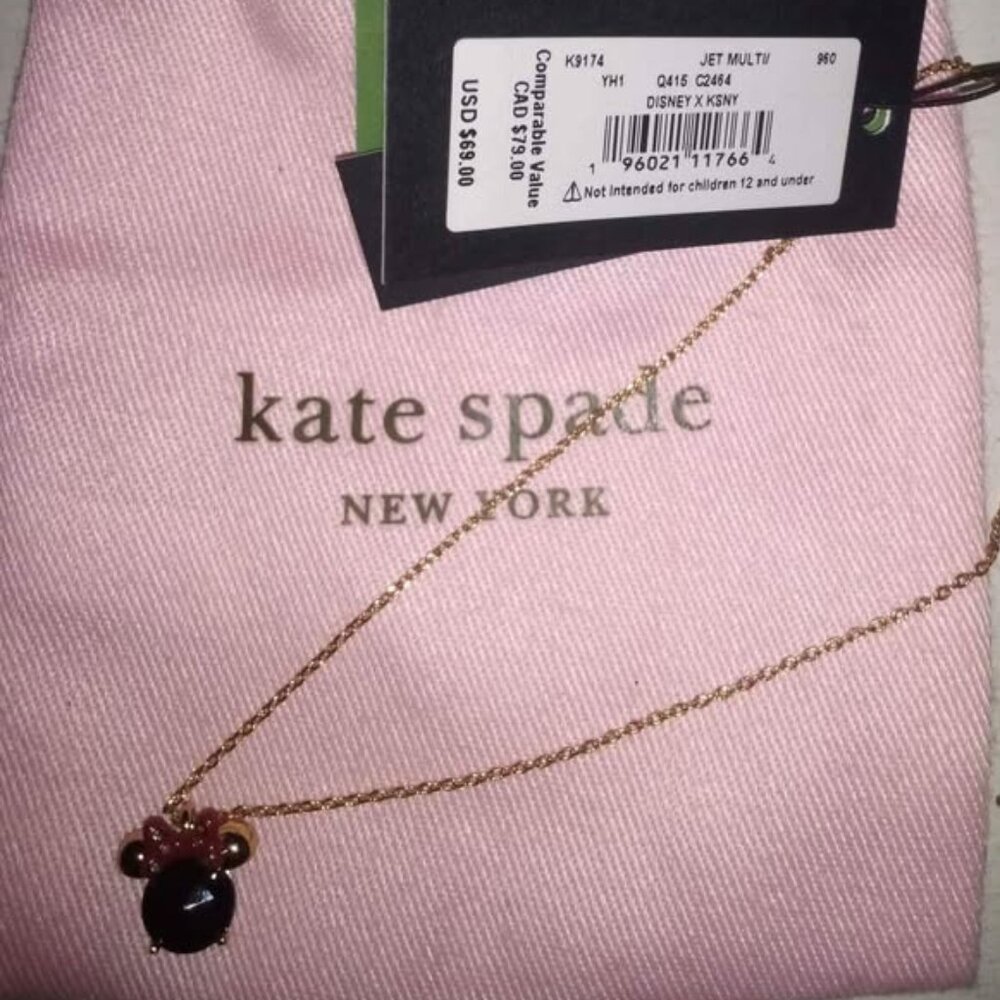 K9174 JET MULTI/ 960
YH1 Q415 C2464
DISNEY X KSNY
1 96021 11766 4
⚠ Not intended for children 12 and under
Comparable Value
CAD $79.00
USD $69.00
kate spade
NEW YORK